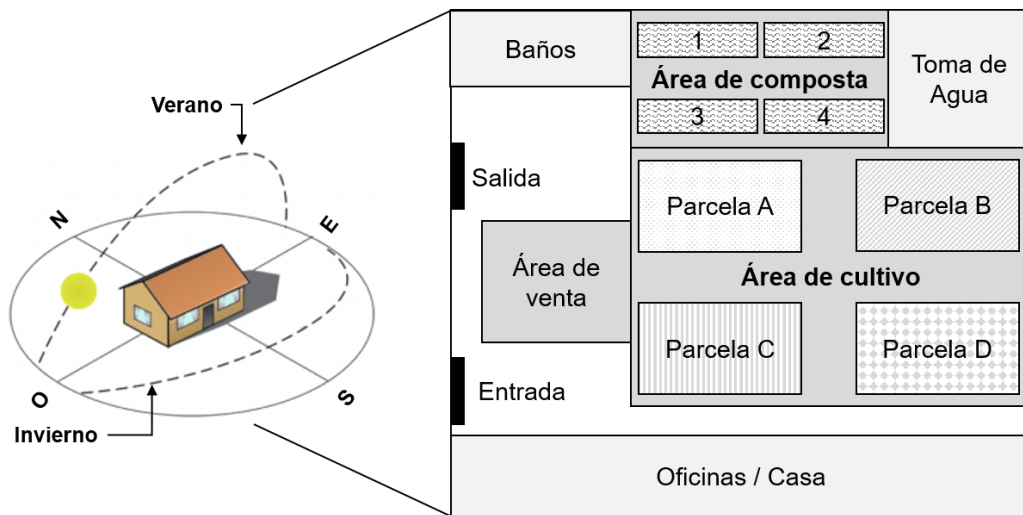 Verano
N
E
O
S
Invierno
Baños
1
2
Área de composta
3
4
Toma de
Agua
Salida
Parcela A
Parcela B
Área de
venta
Área de cultivo
Entrada
Parcela C
Parcela D
Oficinas / Casa